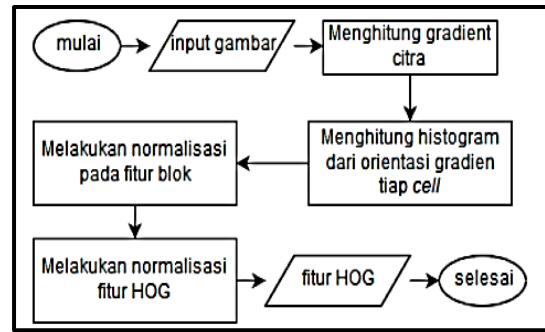 mulai
input gambar
Menghitung gradient
citra
Menghitung histogram
dari orientasi gradien
tiap cell
Melakukan normalisasi
pada fitur blok
Melakukan normalisasi
fitur HOG
fitur HOG
selesai